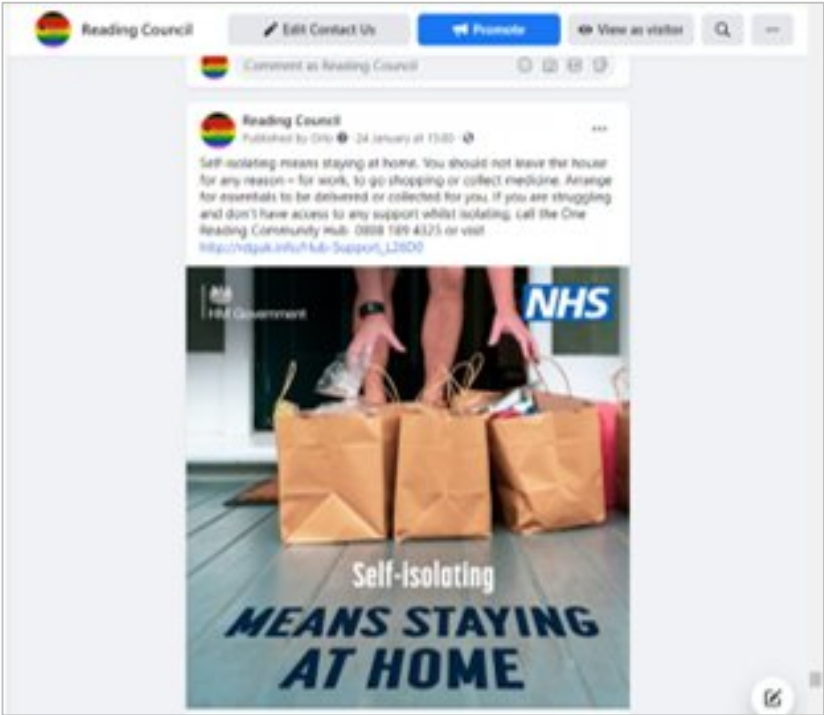 Reading Council
Edit Contact Us
Promote
View as visitor
Comment as Reading Council
Reading Council
Published by · 24 January at 15:00 ·
Self-isolating means staying at home. You should not leave the house
for any reason – for work, to go shopping or collect medicine. Arrange
for essentials to be delivered or collected for you. If you are struggling
and don't have access to any support whilst isolating, call the One
Reading Community Hub 0808 189 4325 or visit
HM Government
NHS
Self-isolating
MEANS STAYING
AT HOME